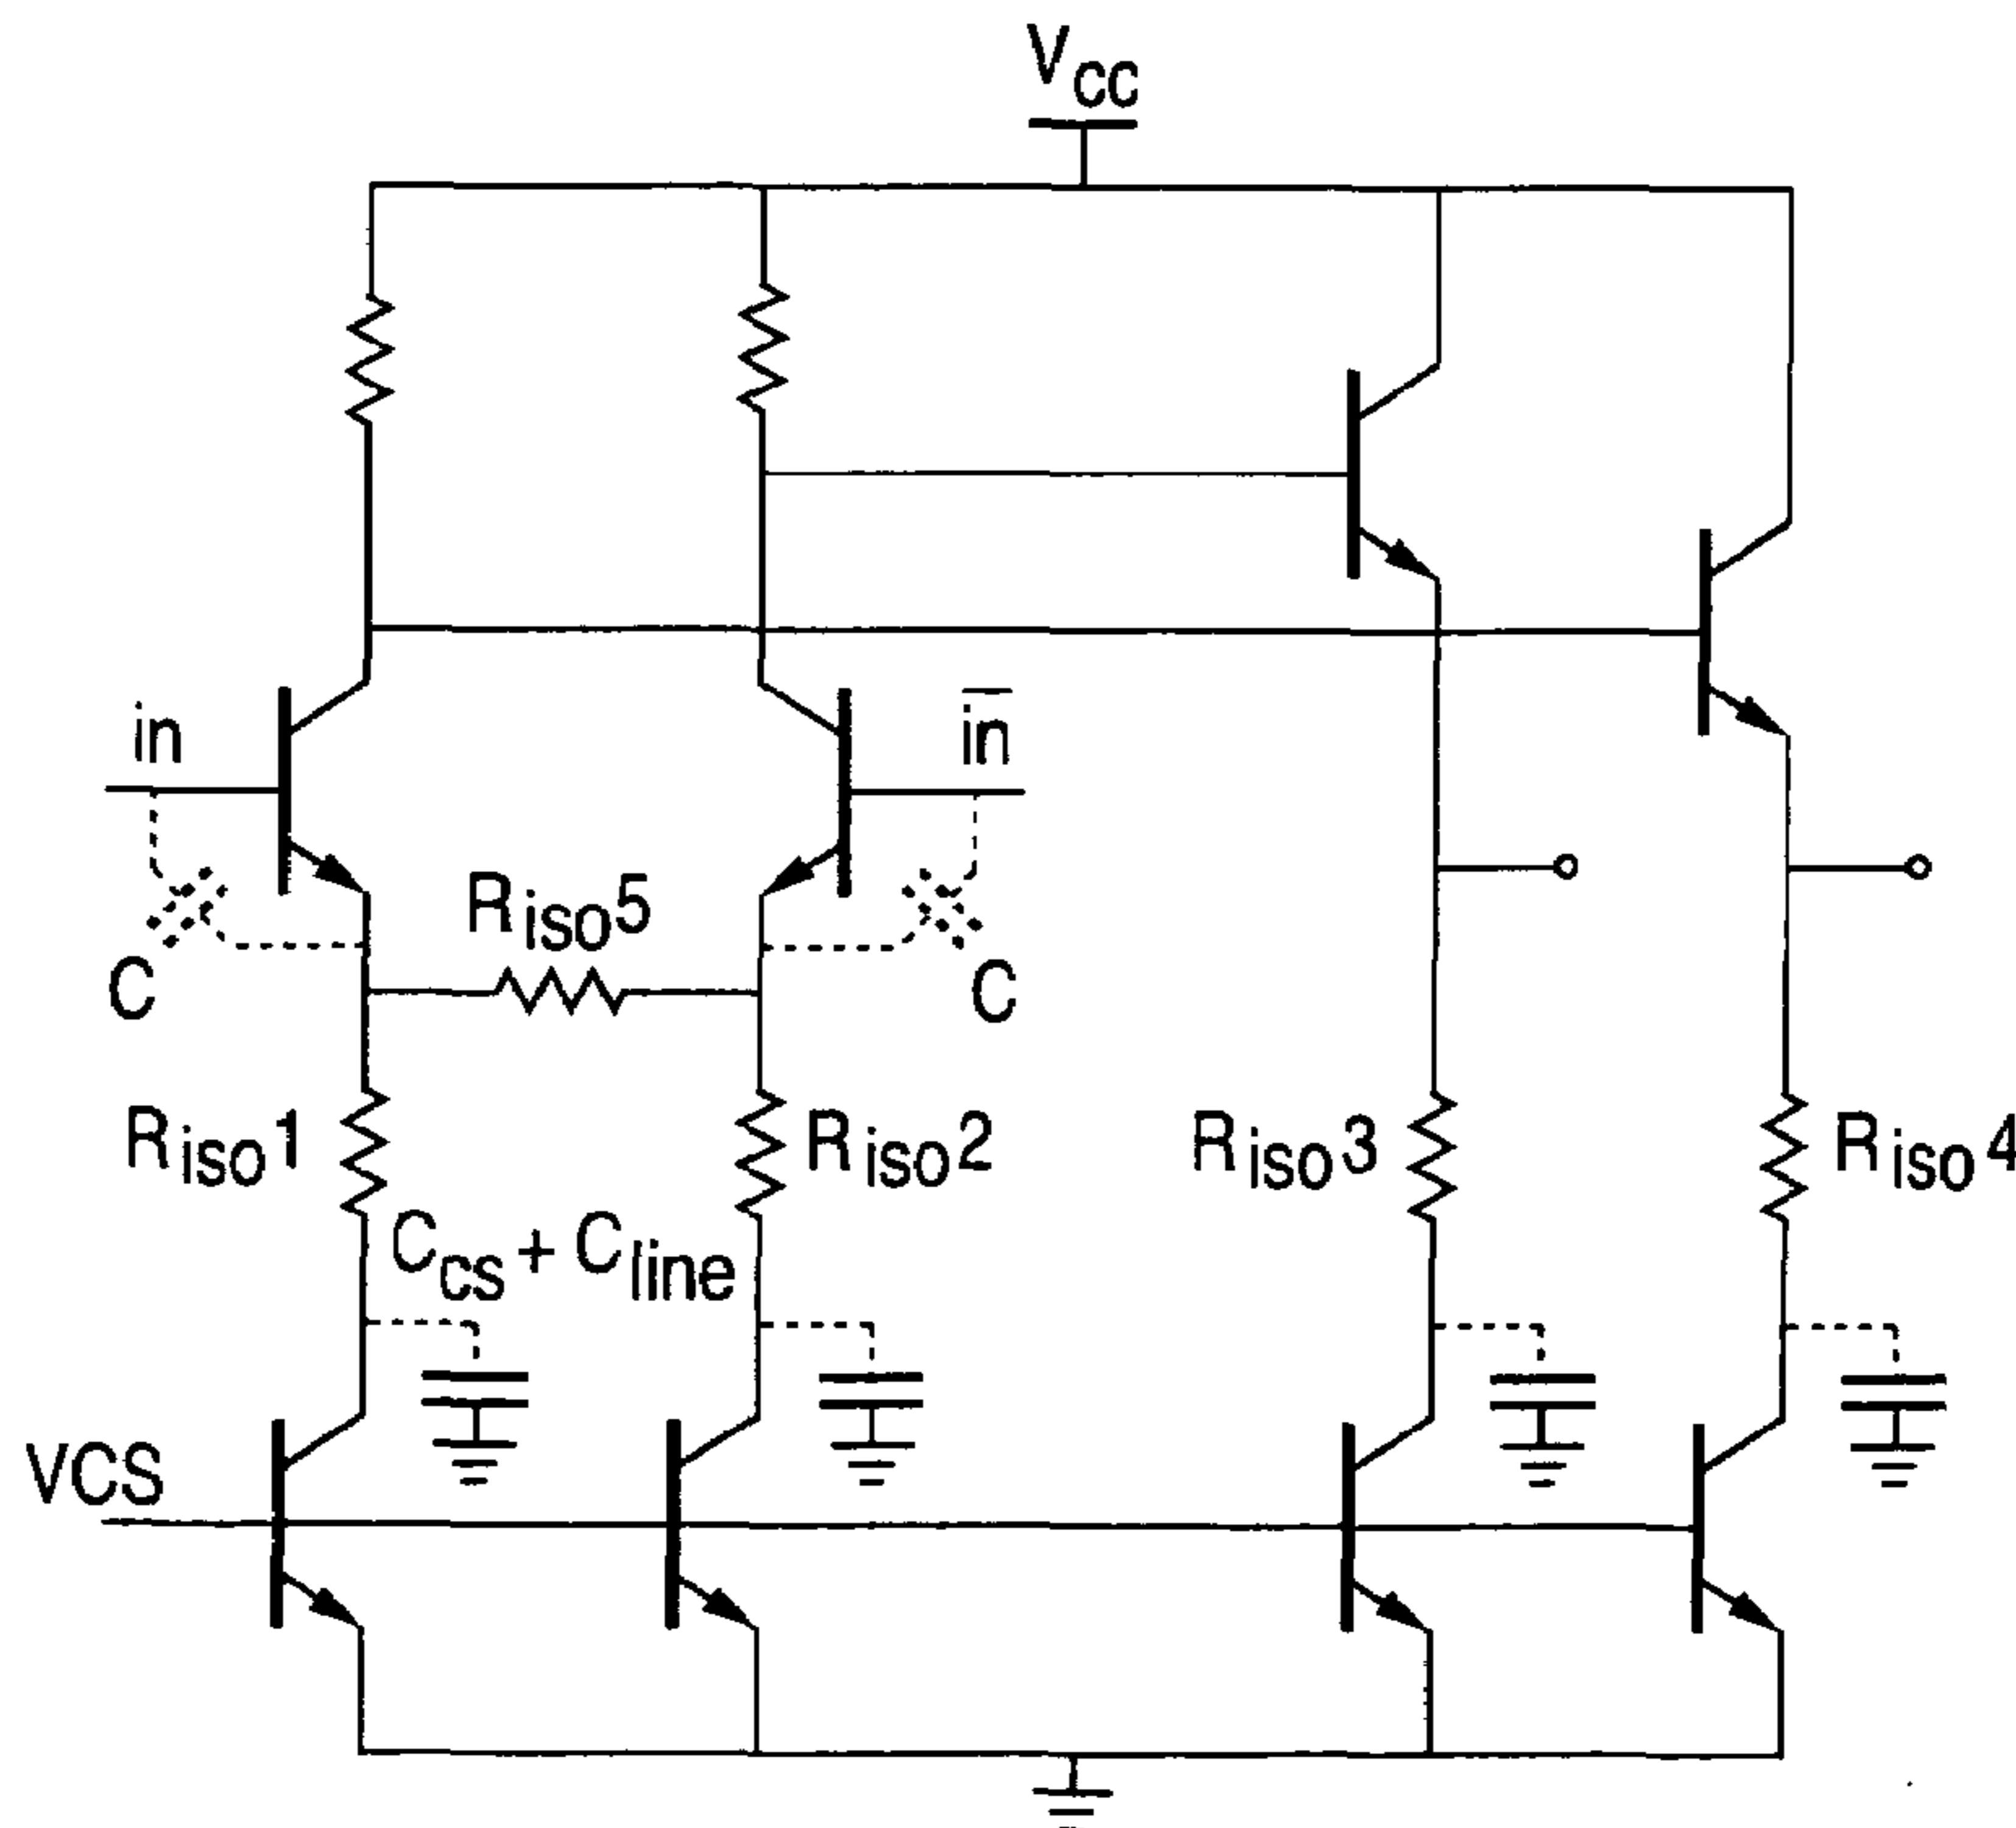 VCC
in
in
Riso5
C
C
Riso1
Riso2
Riso3
Riso4
Ccs + Cline
VCS